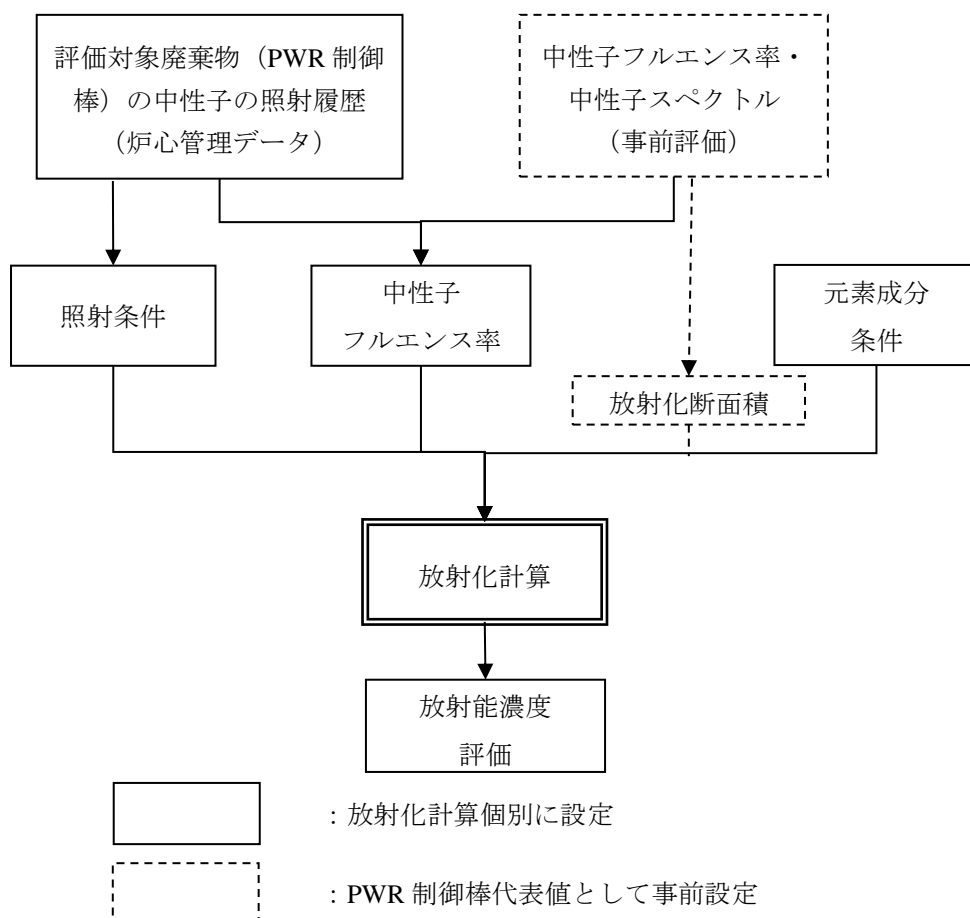 評価対象廃棄物（PWR 制御
棒）の中性子の照射履歴
（炉心管理データ）
中性子フルエンス率・
中性子スペクトル
（事前評価）
照射条件
中性子
フルエンス率
元素成分
条件
放射化断面積
放射化計算
放射能濃度
評価
：放射化計算個別に設定
：PWR 制御棒代表値として事前設定